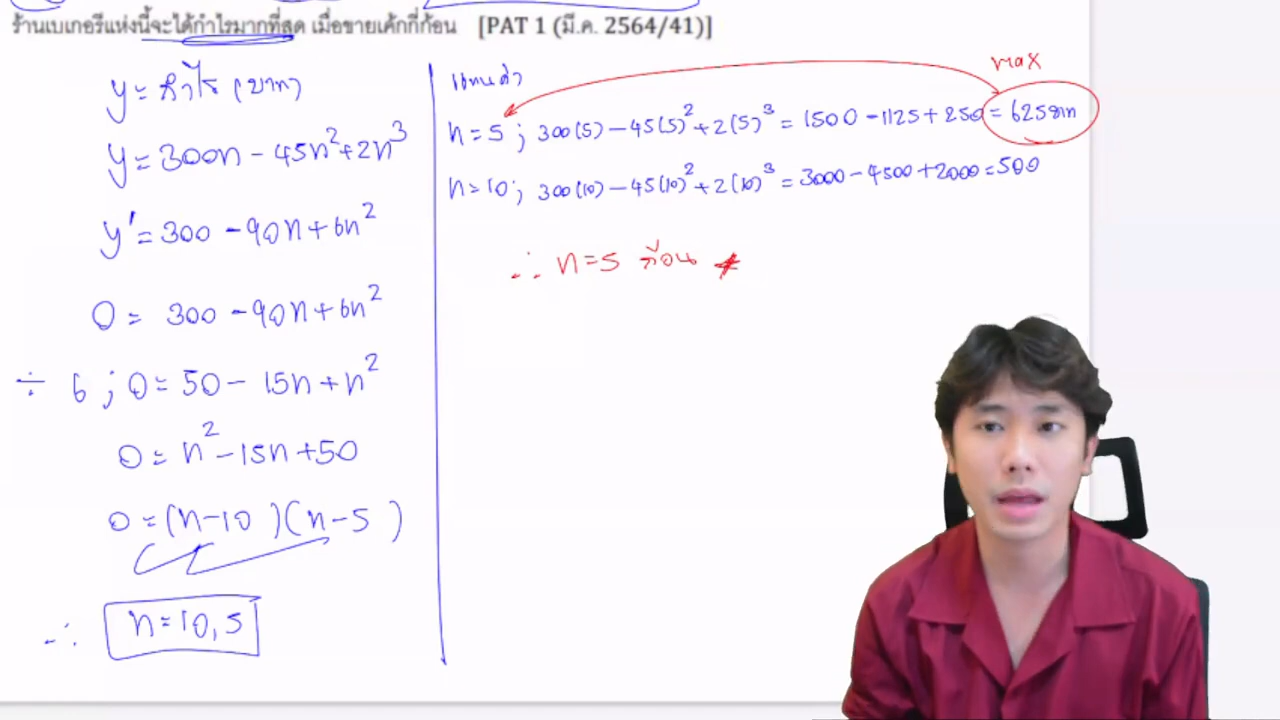 ร้านเบเกอรีแห่งนี้จะได้กำไรมากที่สุด เมื่อขายเค้กกี่ก้อน [PAT 1 (มี.ค. 2564/41)]
y = กำไร (บาท)
y = 300n - 45n² + 2n³
y' = 300 - 90n + 6n²
0 = 300 - 90n + 6n²
÷ 6 ; 0 = 50 - 15n + n²
0 = n² - 15n + 50
0 = (n-10)(n-5)
∴ n = 10, 5
แทนค่า
max
n = 5 ; 300(5) - 45(5)² + 2(5)³ = 1500 - 1125 + 250 = 625 บาท
n = 10 ; 300(10) - 45(10)² + 2(10)³ = 3000 - 4500 + 2000 = 500
∴ n = 5 ก้อน